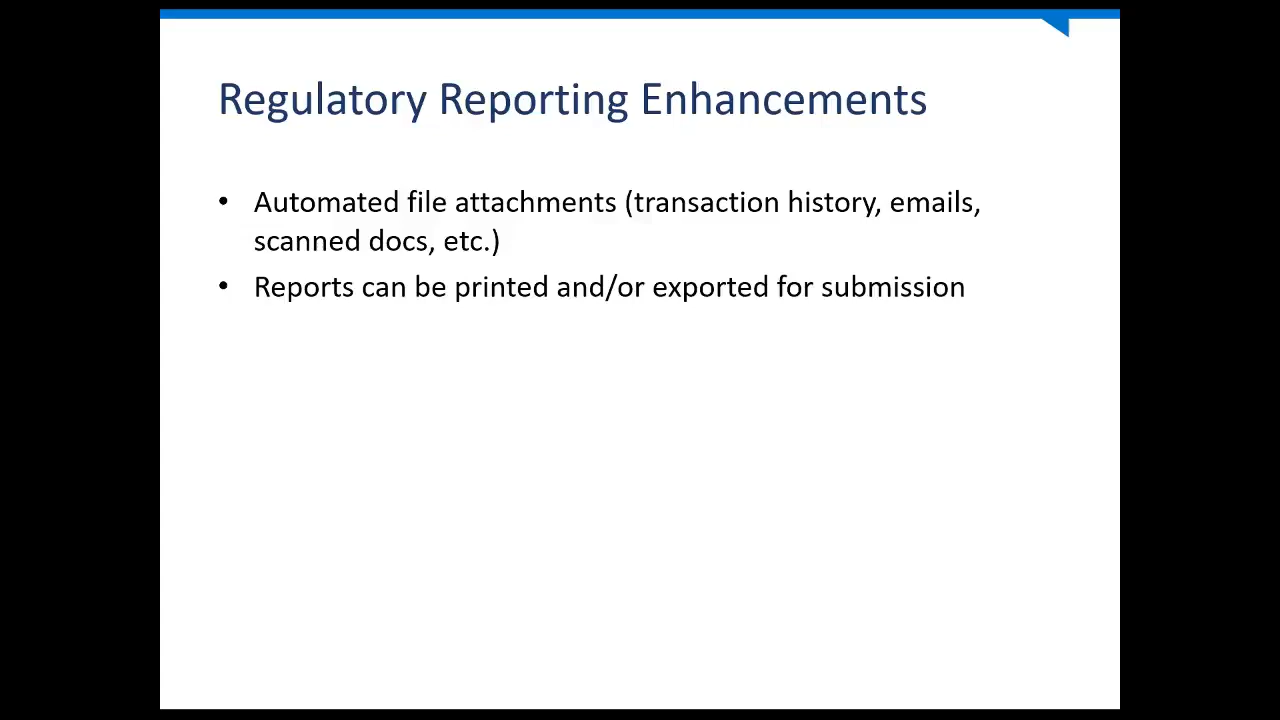 Regulatory Reporting Enhancements
• Automated file attachments (transaction history, emails,
scanned docs, etc.)
• Reports can be printed and/or exported for submission